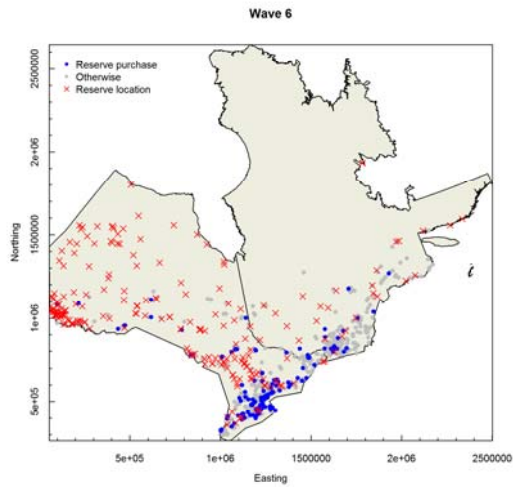 Wave 6
Reserve purchase
Otherwise
Reserve location
Northing
2500000
2e+06
1500000
1e+06
5e+05
5e+05
1e+06
1500000
2e+06
2500000
Easting